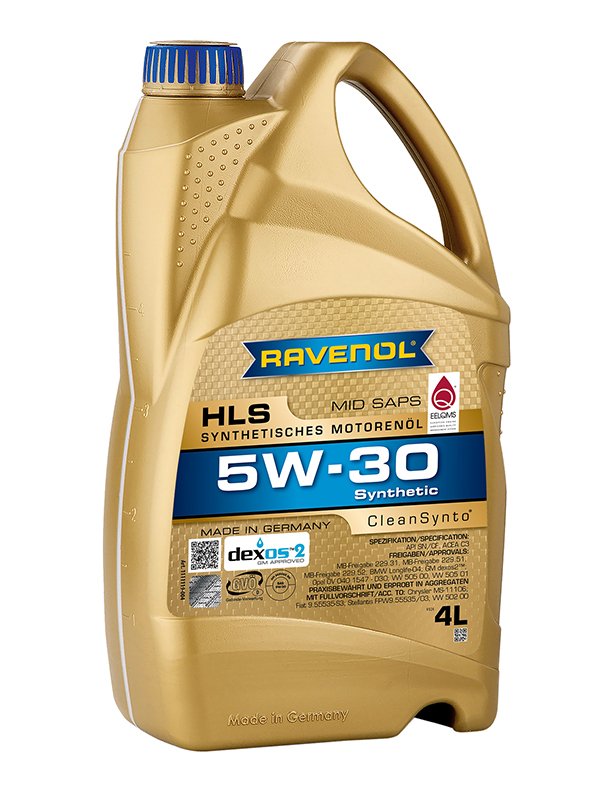 RAVENOL®
HLS
MID SAPS
EELQMS
SYNTHETISCHES MOTORENÖL
5W-30
Synthetic
CleanSynto®
MADE IN GERMANY
dexos™2
GM APPROVED
SPEZIFIKATION/SPECIFICATION:
API SN/CF, ACEA C3
FREIGABEN/APPROVALS:
MB-Freigabe 229.31, MB-Freigabe 229.51,
MB-Freigabe 229.52, BMW Longlife-04, GM dexos2™,
Opel OV 040 1547 - D30, VW 505 00, VW 505 01
PRAXISBEWÄHRT UND ERPROBT IN AGGREGATEN
MIT FÜLLVORSCHRIFT/ACC. TO: Chrysler MS-11106;
Fiat 9.55535-S3, Stellantis FPW9.55535/03; VW 502 00
GVÖ
Gebinde-Verwertung
4L
Made in Germany